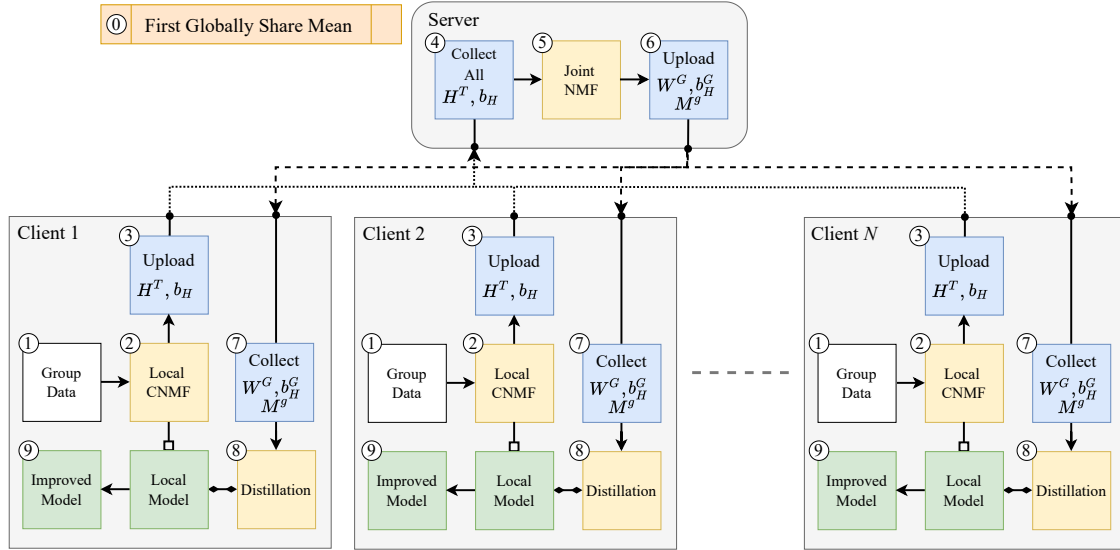 ⓪ First Globally Share Mean
Server
④ Collect
All
H^T, b_H
⑤ Joint
NMF
⑥ Upload
W^G, b_H^G
M^g
Client 1
③ Upload
H^T, b_H
① Group
Data
② Local
CNMF
⑦ Collect
W^G, b_H^G
M^g
⑨ Improved
Model
Local
Model
⑧ Distillation
Client 2
③ Upload
H^T, b_H
① Group
Data
② Local
CNMF
⑦ Collect
W^G, b_H^G
M^g
⑨ Improved
Model
Local
Model
⑧ Distillation
Client N
③ Upload
H^T, b_H
① Group
Data
② Local
CNMF
⑦ Collect
W^G, b_H^G
M^g
⑨ Improved
Model
Local
Model
⑧ Distillation